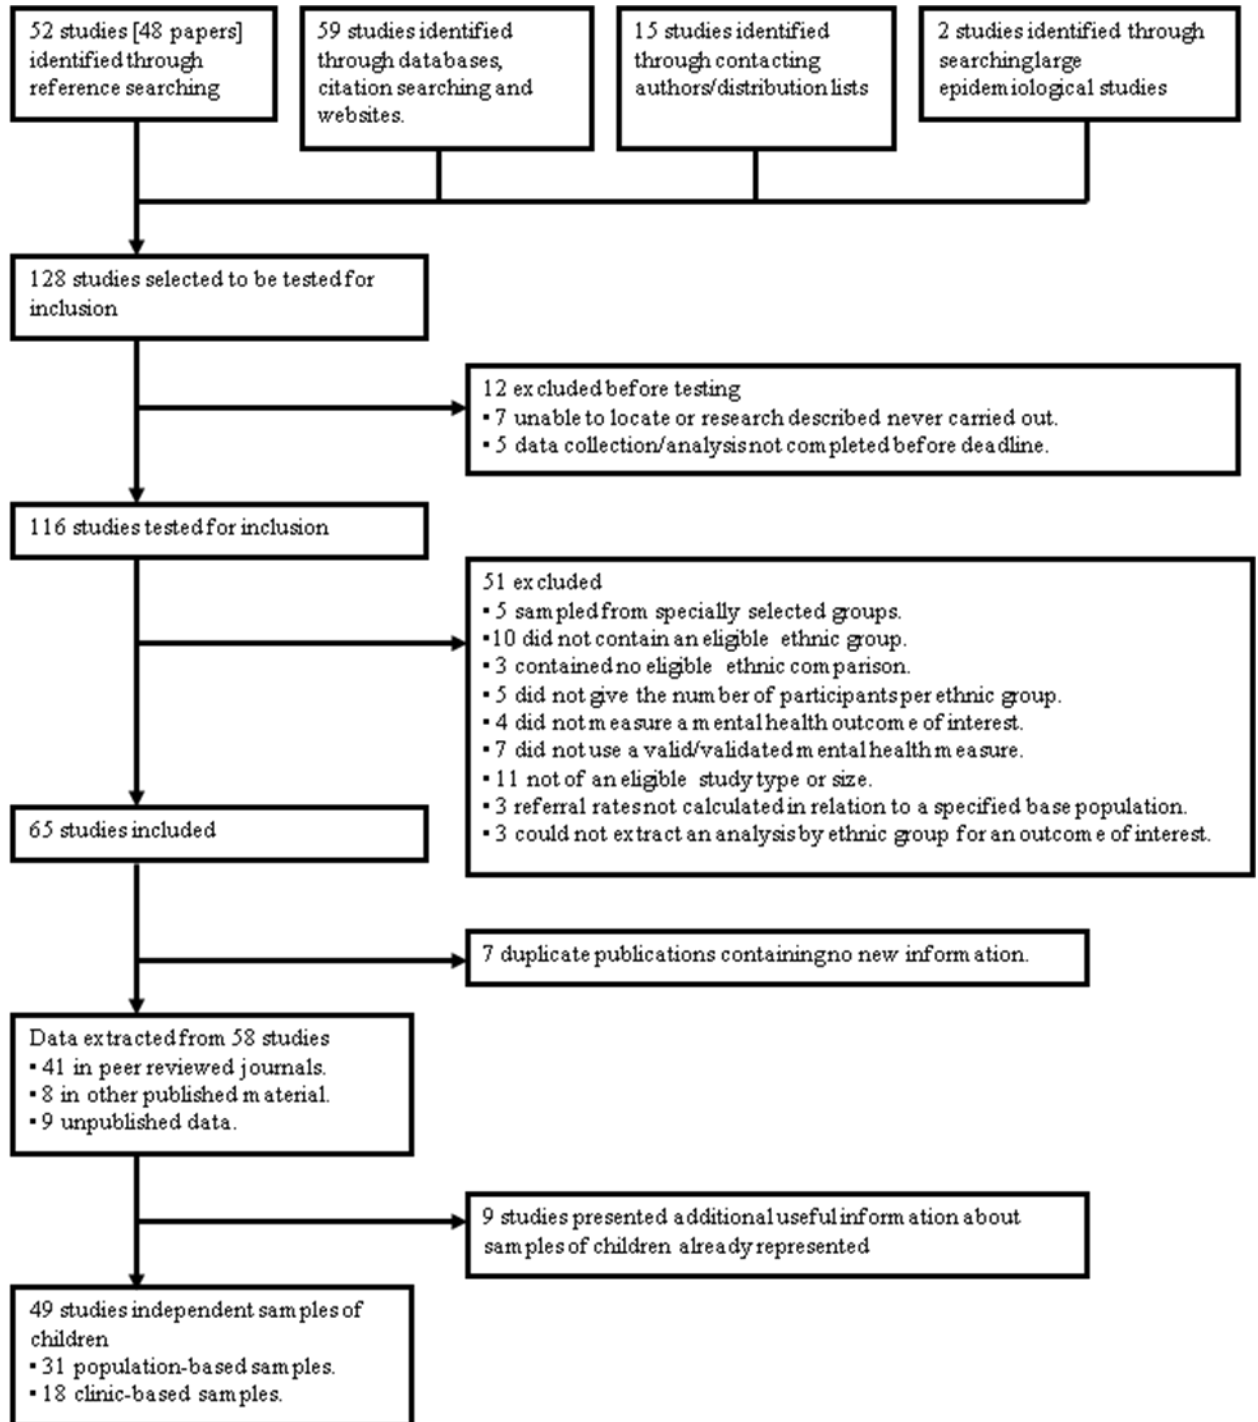 52 studies [48 papers]
identified through
reference searching
59 studies identified
through databases,
citation searching and
websites.
15 studies identified
through contacting
authors/distribution lists
2 studies identified through
searching large
epidemiological studies
128 studies selected to be tested for
inclusion
12 excluded before testing
▪ 7 unable to locate or research described never carried out.
▪ 5 data collection/analysis not completed before deadline.
116 studies tested for inclusion
51 excluded
▪ 5 sampled from specially selected groups.
▪ 10 did not contain an eligible ethnic group.
▪ 3 contained no eligible ethnic comparison.
▪ 5 did not give the number of participants per ethnic group.
▪ 4 did not measure a mental health outcome of interest.
▪ 7 did not use a valid/validated mental health measure.
▪ 11 not of an eligible study type or size.
▪ 3 referral rates not calculated in relation to a specified base population.
▪ 3 could not extract an analysis by ethnic group for an outcome of interest.
65 studies included
7 duplicate publications containing no new information.
Data extracted from 58 studies
▪ 41 in peer reviewed journals.
▪ 8 in other published material.
▪ 9 unpublished data.
9 studies presented additional useful information about
samples of children already represented
49 studies independent samples of
children
▪ 31 population-based samples.
▪ 18 clinic-based samples.